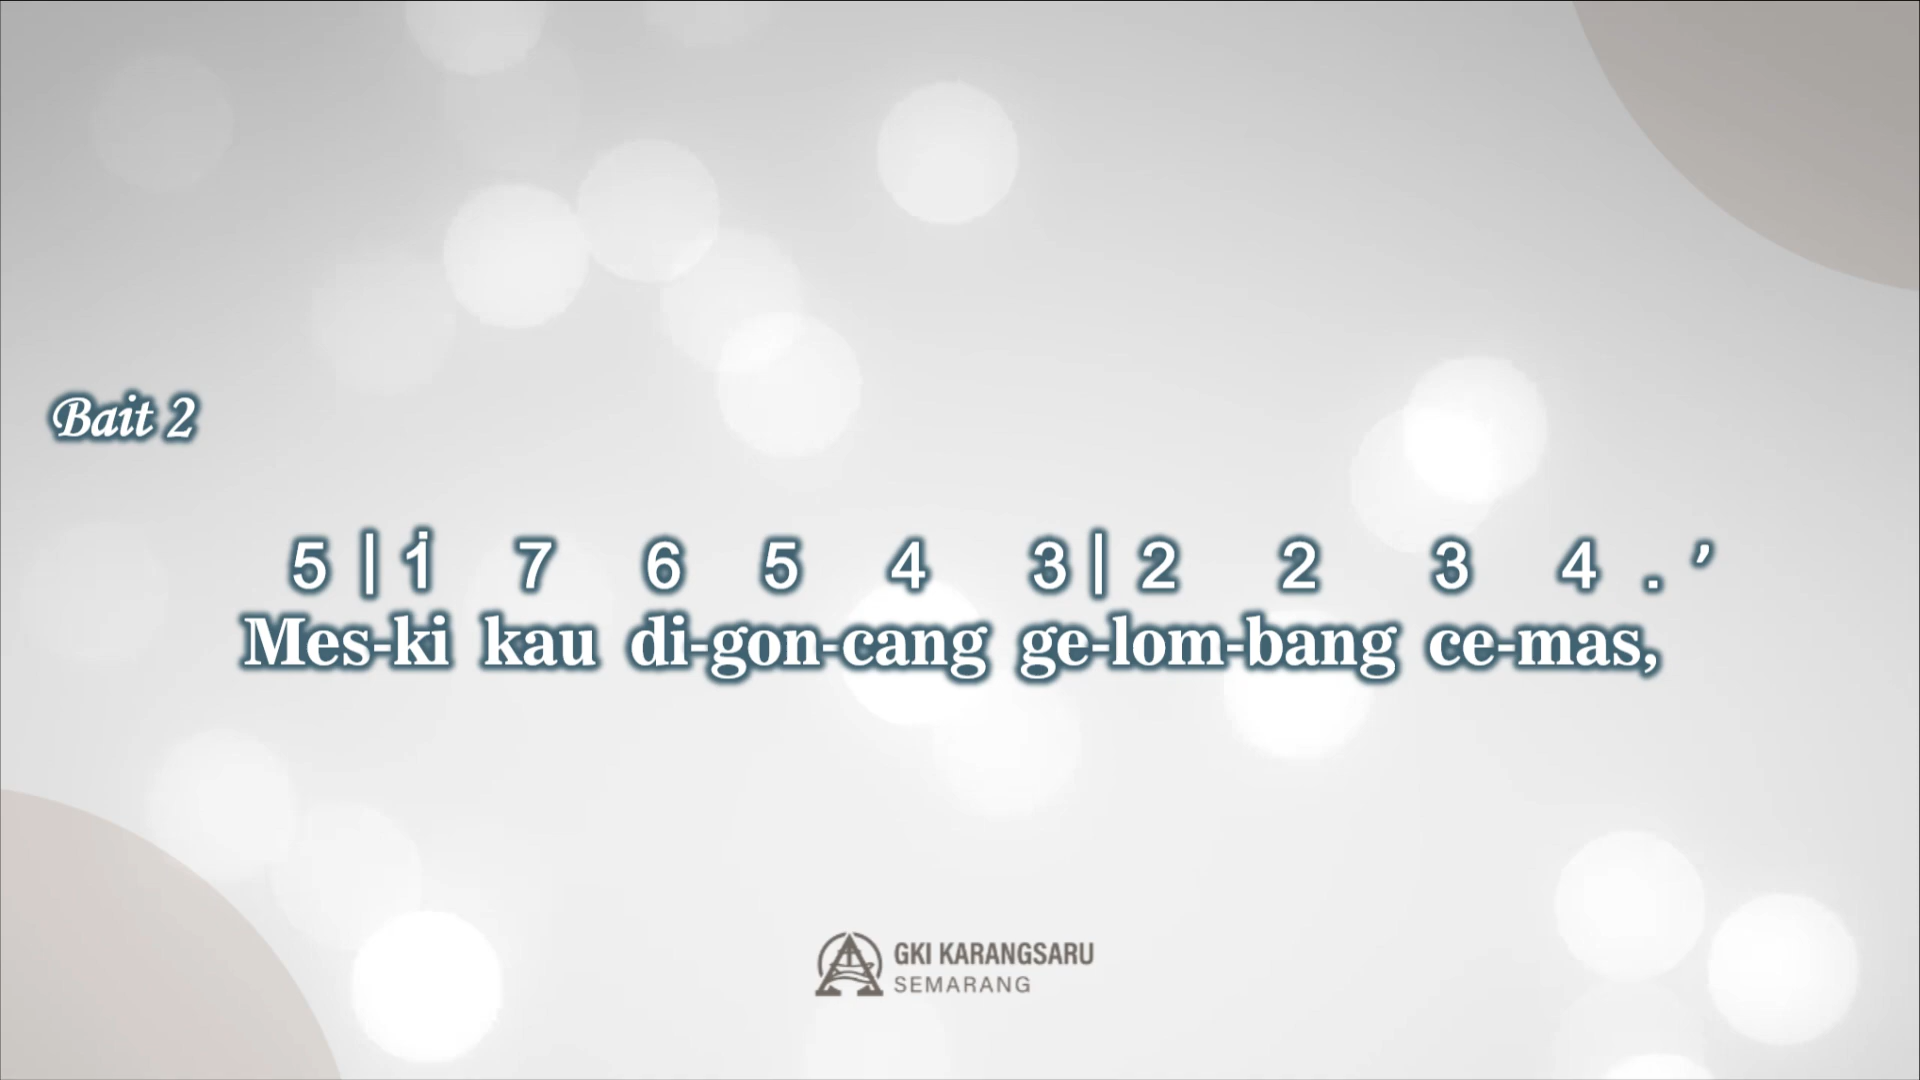 Bait 2
5 | 1̇ 7 6 5 4 3 | 2 2 3 4 . ’
Mes-ki kau di-gon-cang ge-lom-bang ce-mas,
GKI KARANGSARU
SEMARANG